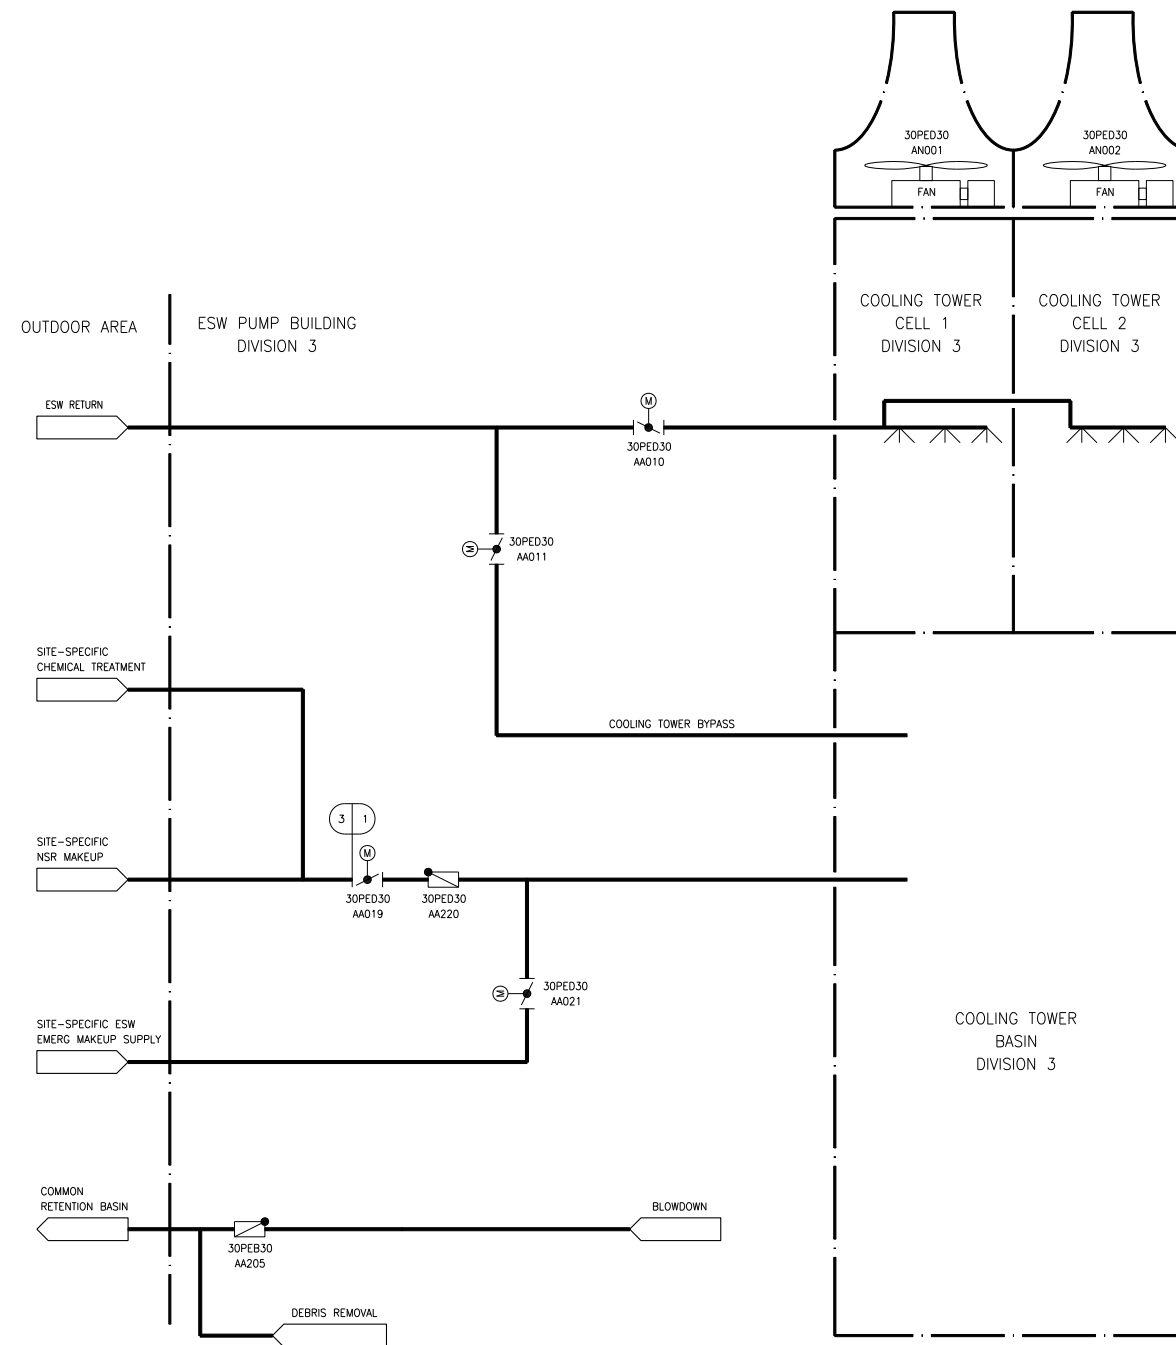 30PED30
AN001
30PED30
AN002
FAN
FAN
OUTDOOR AREA
ESW PUMP BUILDING
DIVISION 3
COOLING TOWER
CELL 1
DIVISION 3
COOLING TOWER
CELL 2
DIVISION 3
ESW RETURN
M
30PED30
AA010
M
30PED30
AA011
SITE-SPECIFIC
CHEMICAL TREATMENT
COOLING TOWER BYPASS
3 1
SITE-SPECIFIC
NSR MAKEUP
M
30PED30
AA019
30PED30
AA220
M
30PED30
AA021
SITE-SPECIFIC ESW
EMERG MAKEUP SUPPLY
COOLING TOWER
BASIN
DIVISION 3
COMMON
RETENTION BASIN
30PEB30
AA205
BLOWDOWN
DEBRIS REMOVAL